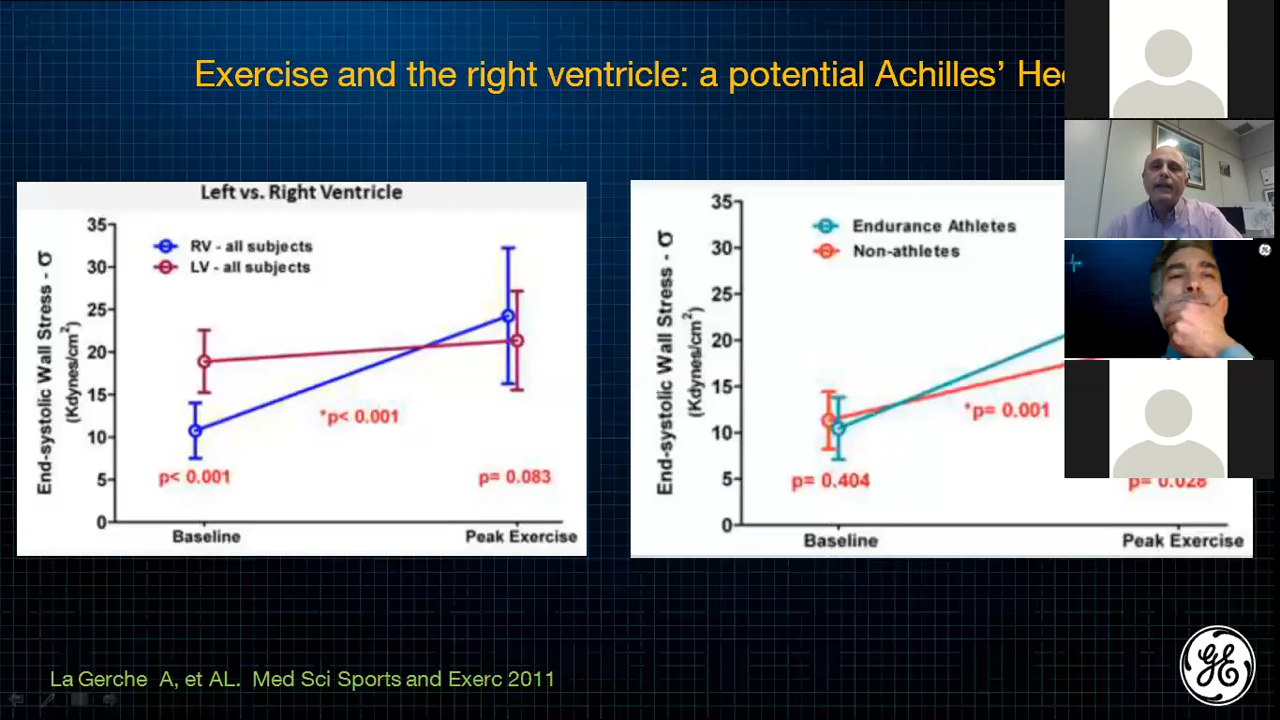 Exercise and the right ventricle: a potential Achilles’
Left vs. Right Ventricle
35
30
25
20
15
10
5
0
End-systolic Wall Stress - σ
(Kdynes/cm²)
RV - all subjects
LV - all subjects
*p< 0.001
p< 0.001
p= 0.083
Baseline
Peak Exercise
35
30
25
20
15
10
5
0
End-systolic Wall Stress - σ
(Kdynes/cm²)
Endurance Athletes
Non-athletes
*p= 0.001
p= 0.404
p= 0.028
Baseline
Peak Exercise
La Gerche A, et AL. Med Sci Sports and Exerc 2011
GE